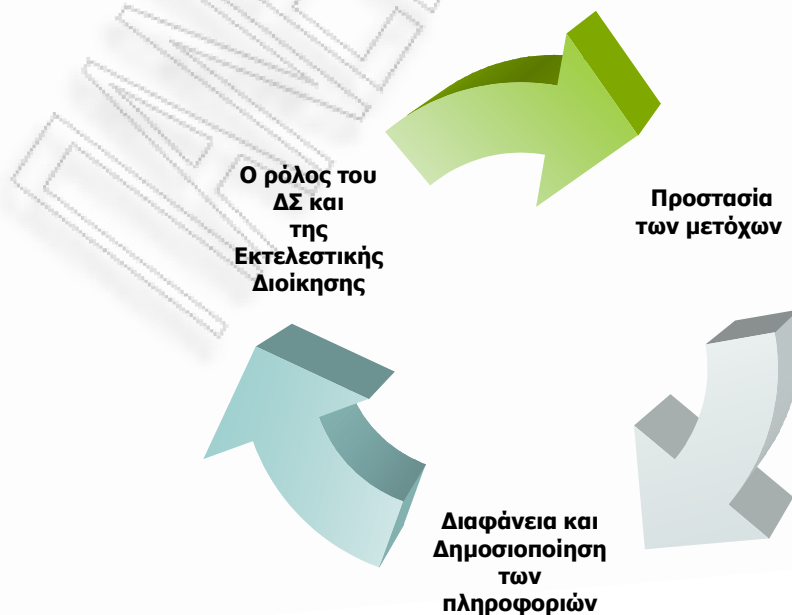 Ο ρόλος του
ΔΣ και
της
Εκτελεστικής
Διοίκησης
Προστασία
των μετόχων
Διαφάνεια και
Δημοσιοποίηση
των
πληροφοριών